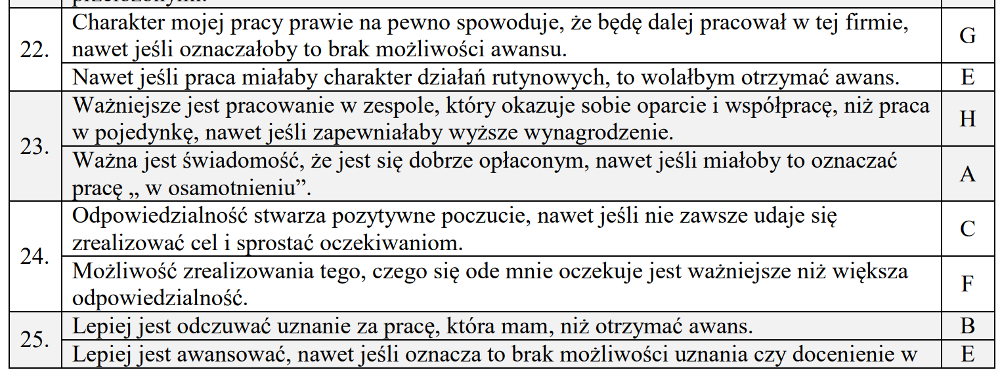 przełożonym.
22.
Charakter mojej pracy prawie na pewno spowoduje, że będę dalej pracował w tej firmie,
nawet jeśli oznaczałoby to brak możliwości awansu.
G
Nawet jeśli praca miałaby charakter działań rutynowych, to wolałbym otrzymać awans.
E
23.
Ważniejsze jest pracowanie w zespole, który okazuje sobie oparcie i współpracę, niż praca
w pojedynkę, nawet jeśli zapewniałaby wyższe wynagrodzenie.
H
Ważna jest świadomość, że jest się dobrze opłaconym, nawet jeśli miałoby to oznaczać
pracę „ w osamotnieniu”.
A
24.
Odpowiedzialność stwarza pozytywne poczucie, nawet jeśli nie zawsze udaje się
zrealizować cel i sprostać oczekiwaniom.
C
Możliwość zrealizowania tego, czego się ode mnie oczekuje jest ważniejsze niż większa
odpowiedzialność.
F
25.
Lepiej jest odczuwać uznanie za pracę, która mam, niż otrzymać awans.
B
Lepiej jest awansować, nawet jeśli oznacza to brak możliwości uznania czy docenienie w
E